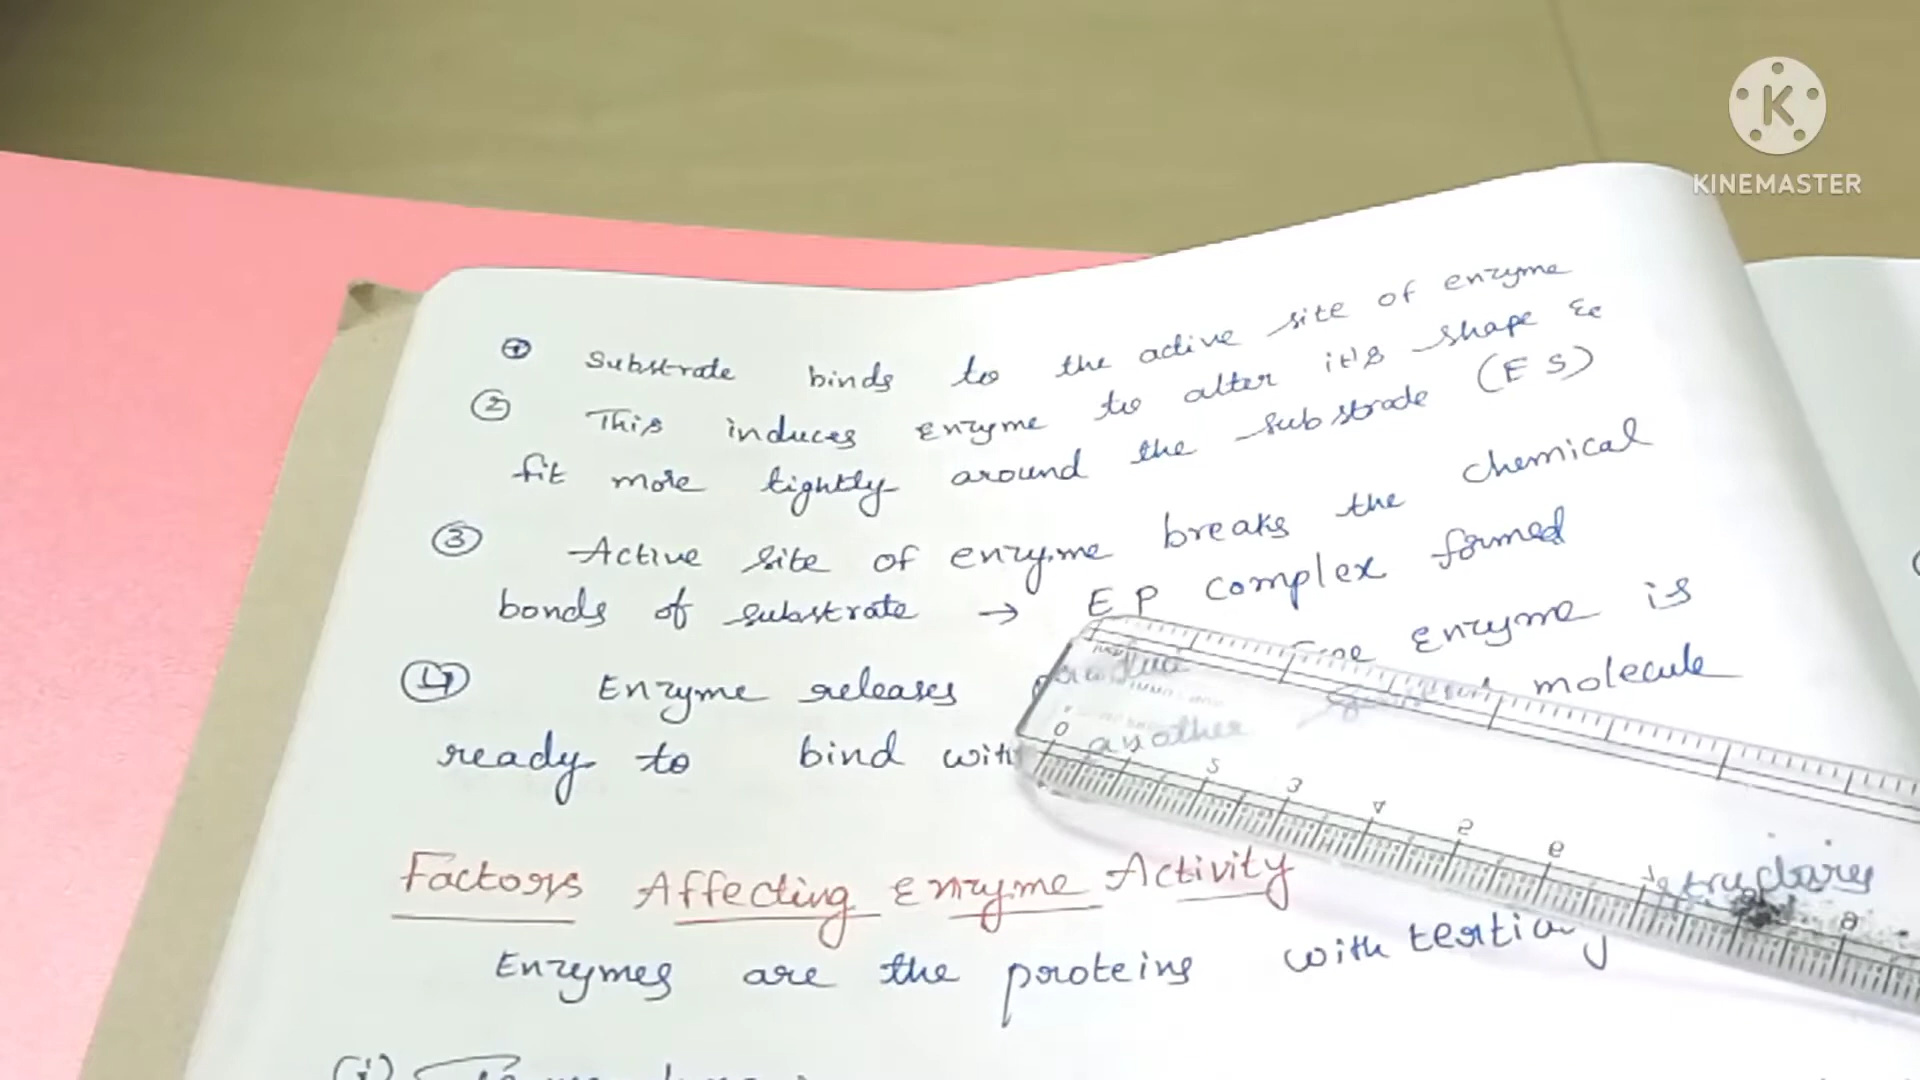 K
KINEMASTER
① Substrate binds to the active site of enzyme
② This induces enzyme to alter it's shape &
fit more tightly around the substrade (ES)
③ Active site of enzyme breaks the chemical
bonds of substrate → EP complex formed
④ Enzyme releases enzyme is
ready to bind with another molecule
Factors Affecting Enzyme Activity
Enzymes are the proteins with tertiary structures
(i)